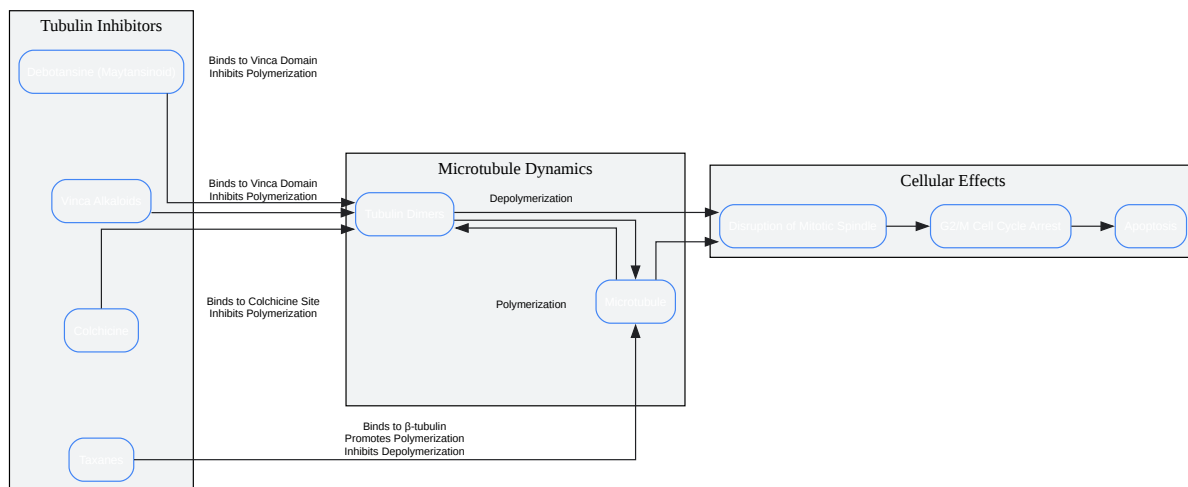 Tubulin Inhibitors
Debotansine (Maytansinoid)
Binds to Vinca Domain
Inhibits Polymerization
Vinca Alkaloids
Binds to Vinca Domain
Inhibits Polymerization
Colchicine
Binds to Colchicine Site
Inhibits Polymerization
Taxanes
Binds to β-tubulin
Promotes Polymerization
Inhibits Depolymerization
Microtubule Dynamics
Tubulin Dimers
Depolymerization
Polymerization
Microtubule
Cellular Effects
Disruption of Mitotic Spindle
G2/M Cell Cycle Arrest
Apoptosis